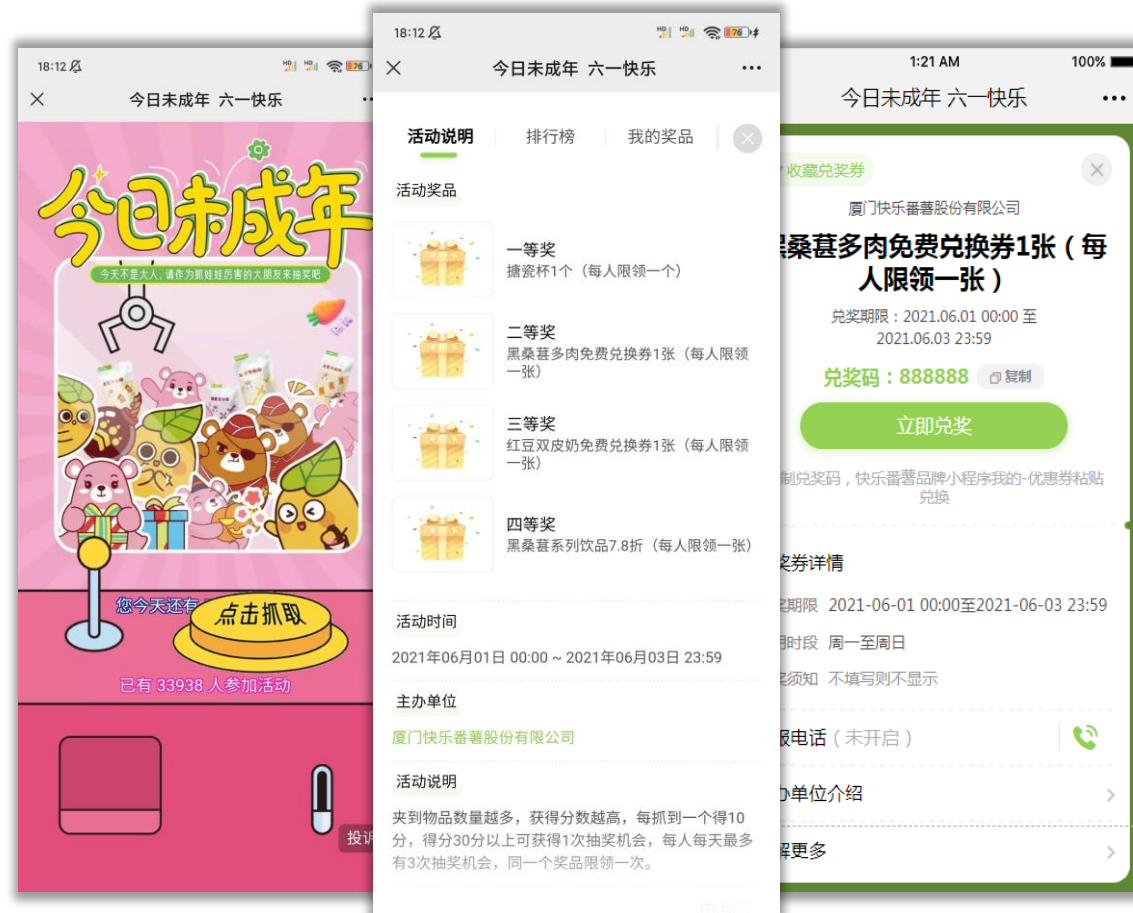 18:12
HD HD 76
今日未成年 六一快乐
今日未成年
今天不是大人,请作为抓娃娃厉害的大朋友来抽奖吧
您今天还有
点击抓取
已有 33938 人参加活动
投诉
18:12
HD HD 76
今日未成年 六一快乐
活动说明
排行榜
我的奖品
活动奖品
一等奖
搪瓷杯1个（每人限领一个）
二等奖
黑桑葚多肉免费兑换券1张（每人限领
一张）
三等奖
红豆双皮奶免费兑换券1张（每人限领
一张）
四等奖
黑桑葚系列饮品7.8折（每人限领一张）
活动时间
2021年06月01日 00:00 ~ 2021年06月03日 23:59
主办单位
厦门快乐番薯股份有限公司
活动说明
夹到物品数量越多，获得分数越高，每抓到一个得10
分，得分30分以上可获得1次抽奖机会，每人每天最多
有3次抽奖机会，同一个奖品限领一次。
1:21 AM
100%
今日未成年 六一快乐
收藏兑奖券
厦门快乐番薯股份有限公司
桑葚多肉免费兑换券1张（每
人限领一张）
兑奖期限：2021.06.01 00:00 至
2021.06.03 23:59
兑奖码：888888
复制
立即兑奖
制兑奖码，快乐番薯品牌小程序我的-优惠券粘贴
兑换
奖券详情
期限 2021-06-01 00:00至2021-06-03 23:59
时段 周一至周日
须知 不填写则不显示
电话（未开启）
单位介绍
更多